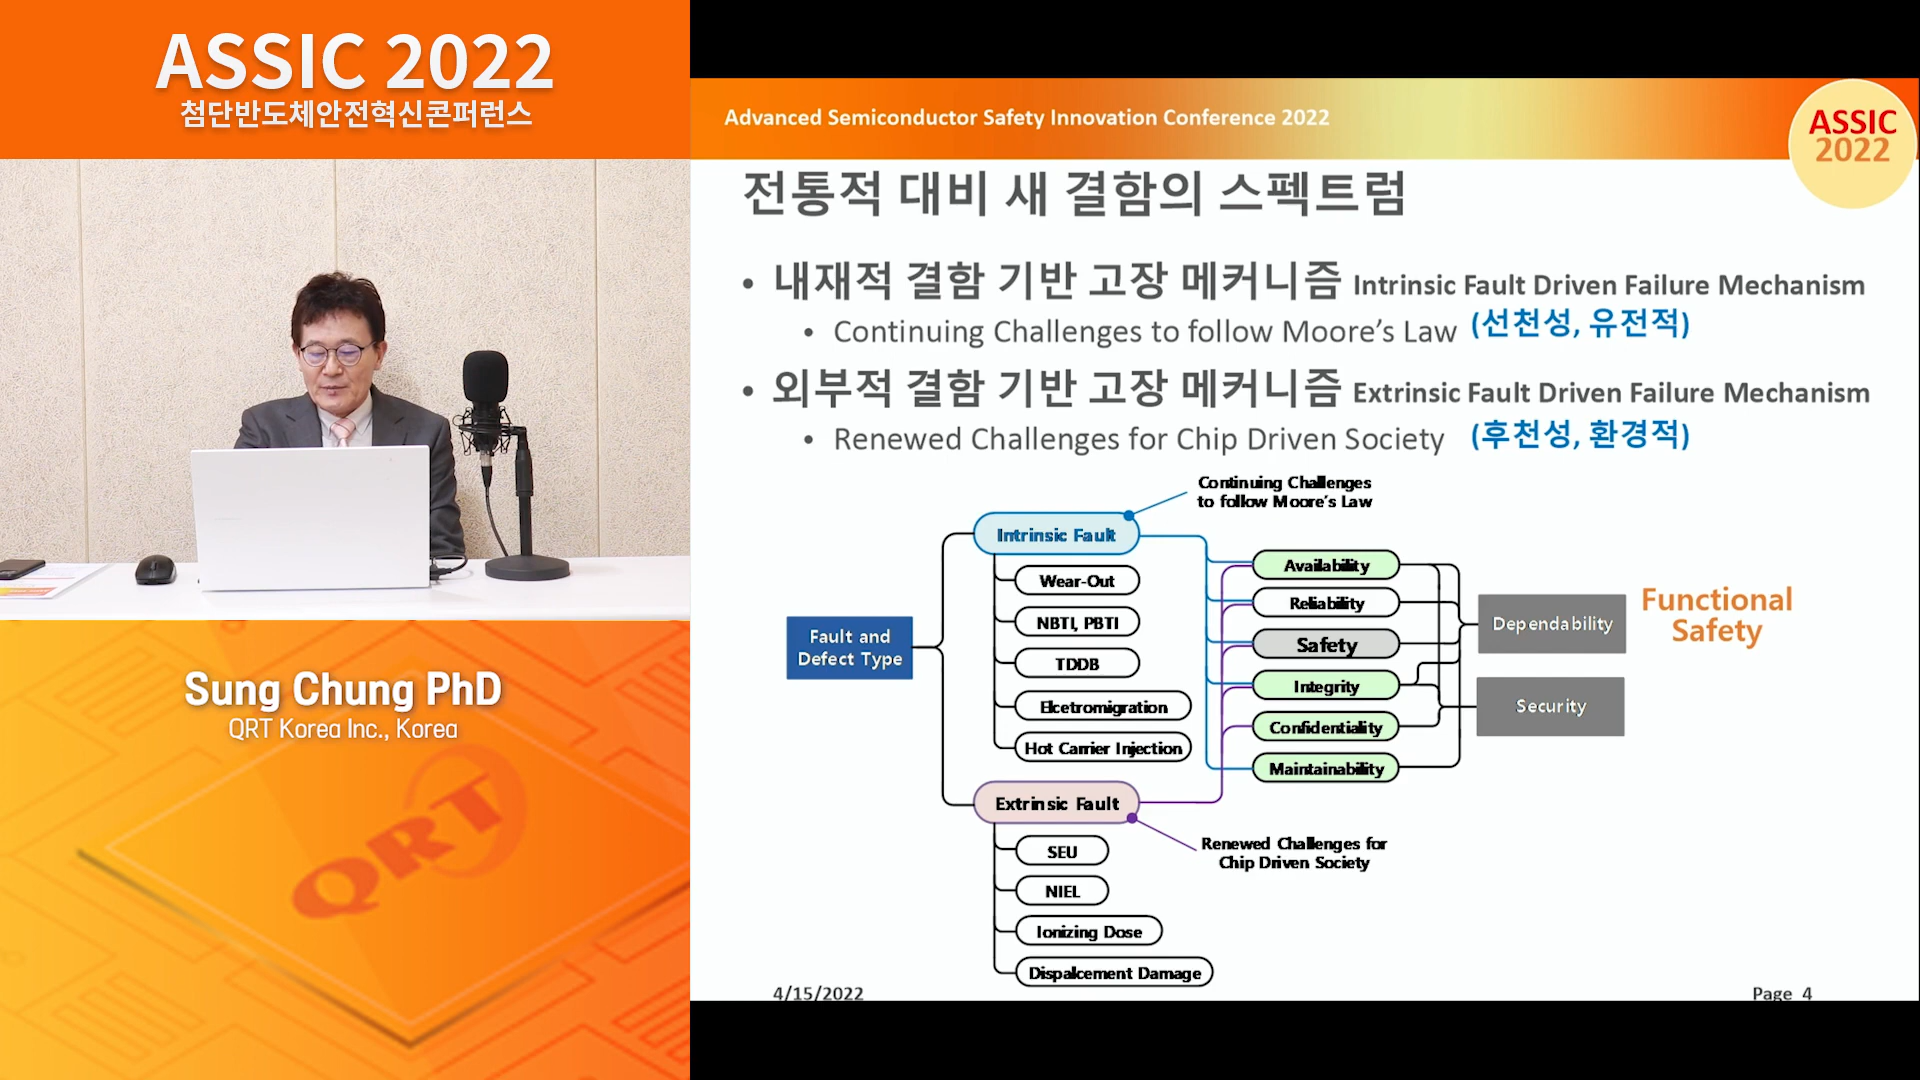 ASSIC 2022
첨단반도체안전혁신콘퍼런스
Sung Chung PhD
QRT Korea Inc., Korea
QRT
Advanced Semiconductor Safety Innovation Conference 2022
ASSIC
2022
전통적 대비 새 결함의 스펙트럼
• 내재적 결함 기반 고장 메커니즘 Intrinsic Fault Driven Failure Mechanism
• Continuing Challenges to follow Moore's Law (선천성, 유전적)
• 외부적 결함 기반 고장 메커니즘 Extrinsic Fault Driven Failure Mechanism
• Renewed Challenges for Chip Driven Society (후천성, 환경적)
Continuing Challenges
to follow Moore's Law
Fault and
Defect Type
Intrinsic Fault
Wear-Out
NBTI, PBTI
TDDB
Elcetromigration
Hot Carrier Injection
Extrinsic Fault
SEU
NIEL
Ionizing Dose
Dispalcement Damage
Availability
Reliability
Safety
Integrity
Confidentiality
Maintainability
Dependability
Security
Functional
Safety
Renewed Challenges for
Chip Driven Society
4/15/2022
Page 4